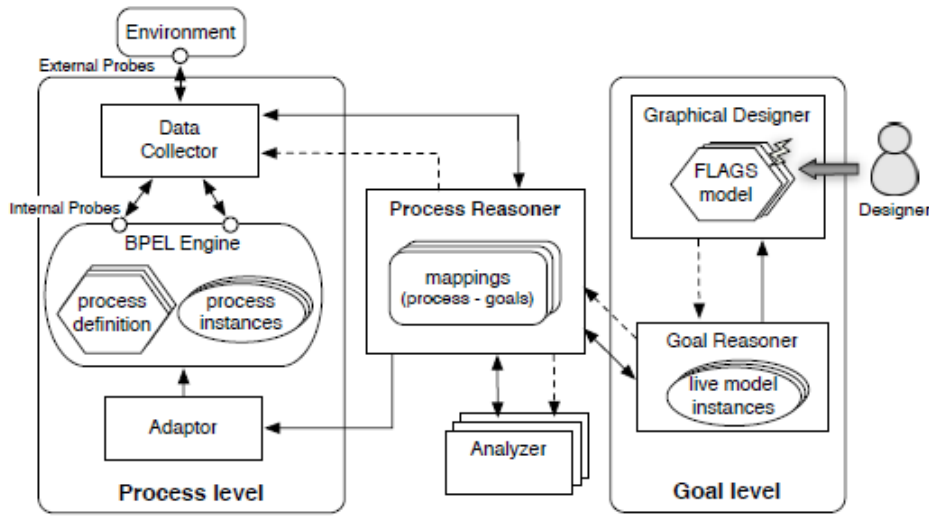 Environment
External Probes
Data
Collector
Internal Probes
BPEL Engine
process
definition
process
instances
Adaptor
Process level
Process Reasoner
mappings
(process - goals)
Analyzer
Graphical Designer
FLAGS
model
Designer
Goal Reasoner
live model
instances
Goal level